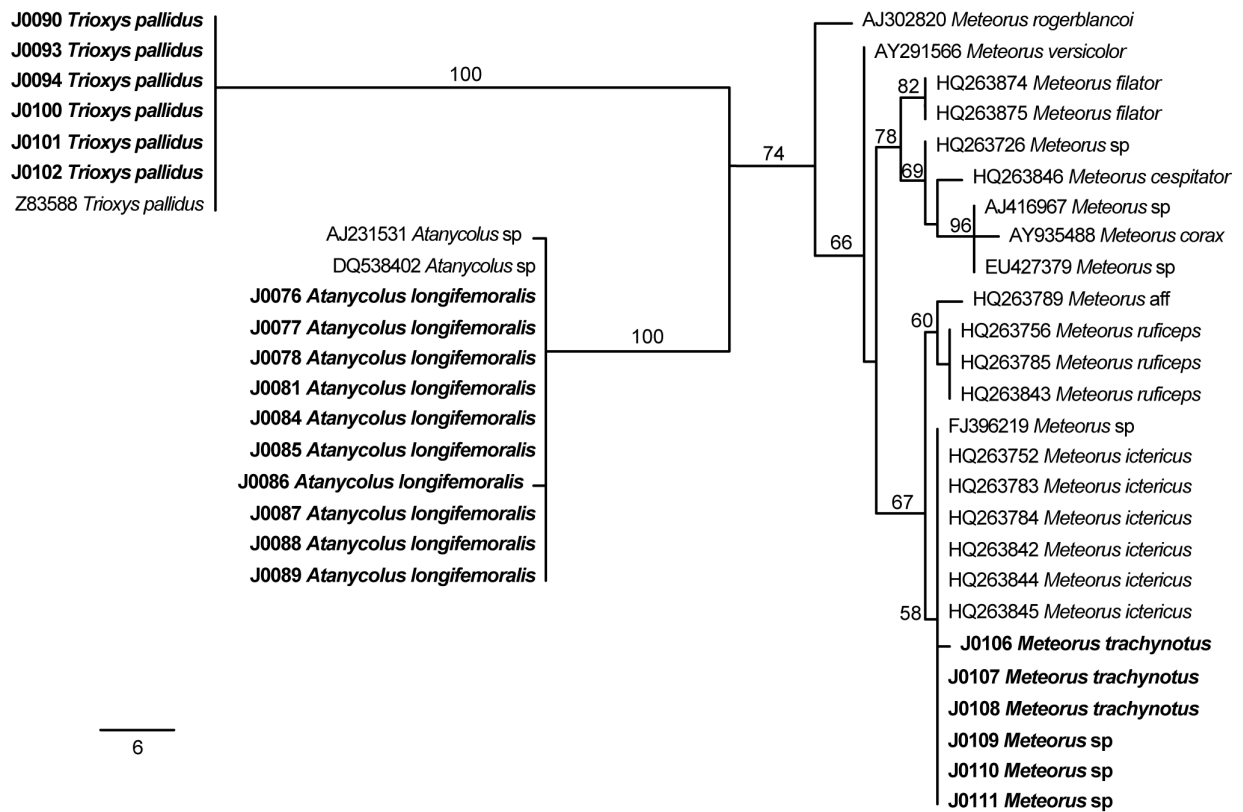 J0090 Trioxys pallidus
J0093 Trioxys pallidus
J0094 Trioxys pallidus
J0100 Trioxys pallidus
J0101 Trioxys pallidus
J0102 Trioxys pallidus
Z83588 Trioxys pallidus
100
AJ231531 Atanycolus sp
DQ538402 Atanycolus sp
J0076 Atanycolus longifemoralis
J0077 Atanycolus longifemoralis
J0078 Atanycolus longifemoralis
J0081 Atanycolus longifemoralis
J0084 Atanycolus longifemoralis
J0085 Atanycolus longifemoralis
J0086 Atanycolus longifemoralis
J0087 Atanycolus longifemoralis
J0088 Atanycolus longifemoralis
J0089 Atanycolus longifemoralis
100
74
66
AJ302820 Meteorus rogerblancoi
AY291566 Meteorus versicolor
82
HQ263874 Meteorus filator
HQ263875 Meteorus filator
78
HQ263726 Meteorus sp
69
HQ263846 Meteorus cespitator
AJ416967 Meteorus sp
96
AY935488 Meteorus corax
EU427379 Meteorus sp
HQ263789 Meteorus aff
60
HQ263756 Meteorus ruficeps
HQ263785 Meteorus ruficeps
HQ263843 Meteorus ruficeps
67
FJ396219 Meteorus sp
HQ263752 Meteorus ictericus
HQ263783 Meteorus ictericus
HQ263784 Meteorus ictericus
HQ263842 Meteorus ictericus
HQ263844 Meteorus ictericus
HQ263845 Meteorus ictericus
58
J0106 Meteorus trachynotus
J0107 Meteorus trachynotus
J0108 Meteorus trachynotus
J0109 Meteorus sp
J0110 Meteorus sp
J0111 Meteorus sp
6